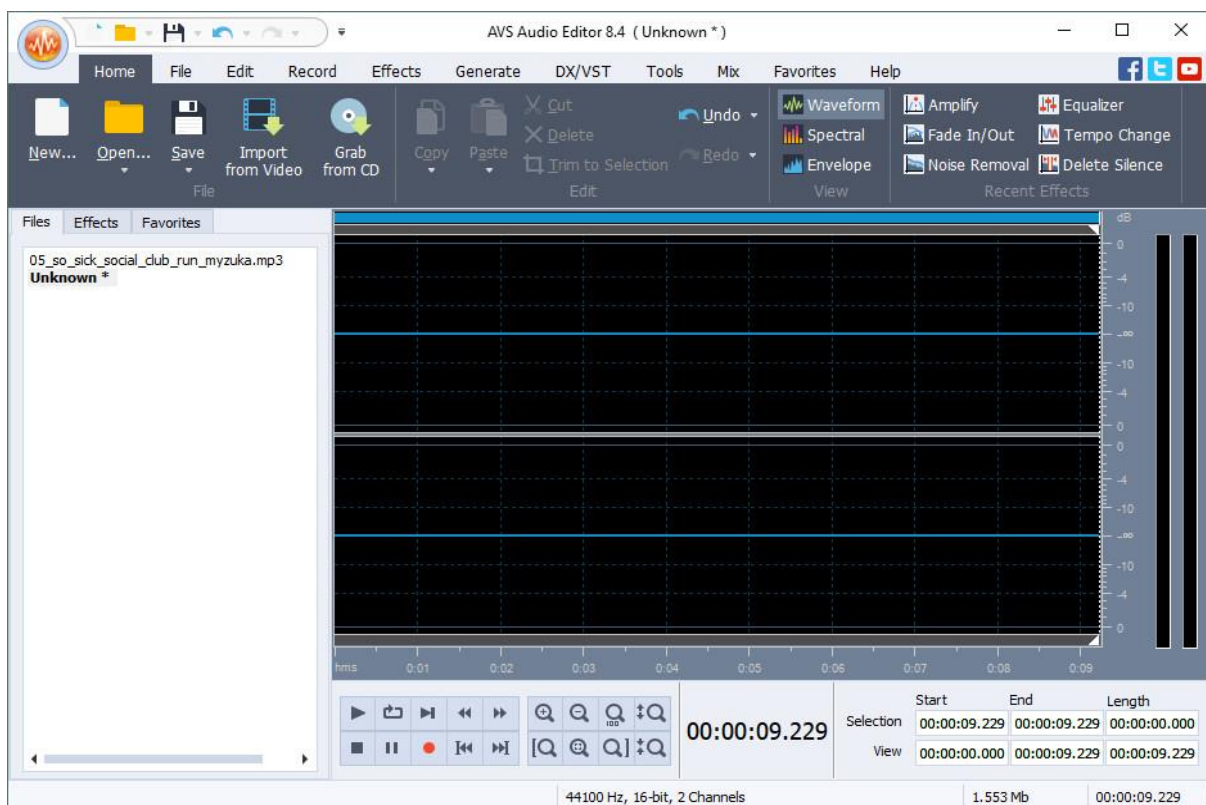 AVS Audio Editor 8.4 ( Unknown * )
Home File Edit Record Effects Generate DX/VST Tools Mix Favorites Help
New... Open... Save Import from Video Grab from CD
File
Copy Paste Cut Delete Trim to Selection Undo Redo
Edit
Waveform
Spectral
Envelope
View
Amplify Equalizer
Fade In/Out Tempo Change
Noise Removal Delete Silence
Recent Effects
Files Effects Favorites
05_so_sick_social_club_run_myzuka.mp3
Unknown *
dB
0
-4
-10
-∞
-10
-4
0
0
-4
-10
-∞
-10
-4
0
hms 0:01 0:02 0:03 0:04 0:05 0:06 0:07 0:08 0:09
100
00:00:09.229
Start End Length
Selection 00:00:09.229 00:00:09.229 00:00:00.000
View 00:00:00.000 00:00:09.229 00:00:09.229
44100 Hz, 16-bit, 2 Channels 1.553 Mb 00:00:09.229